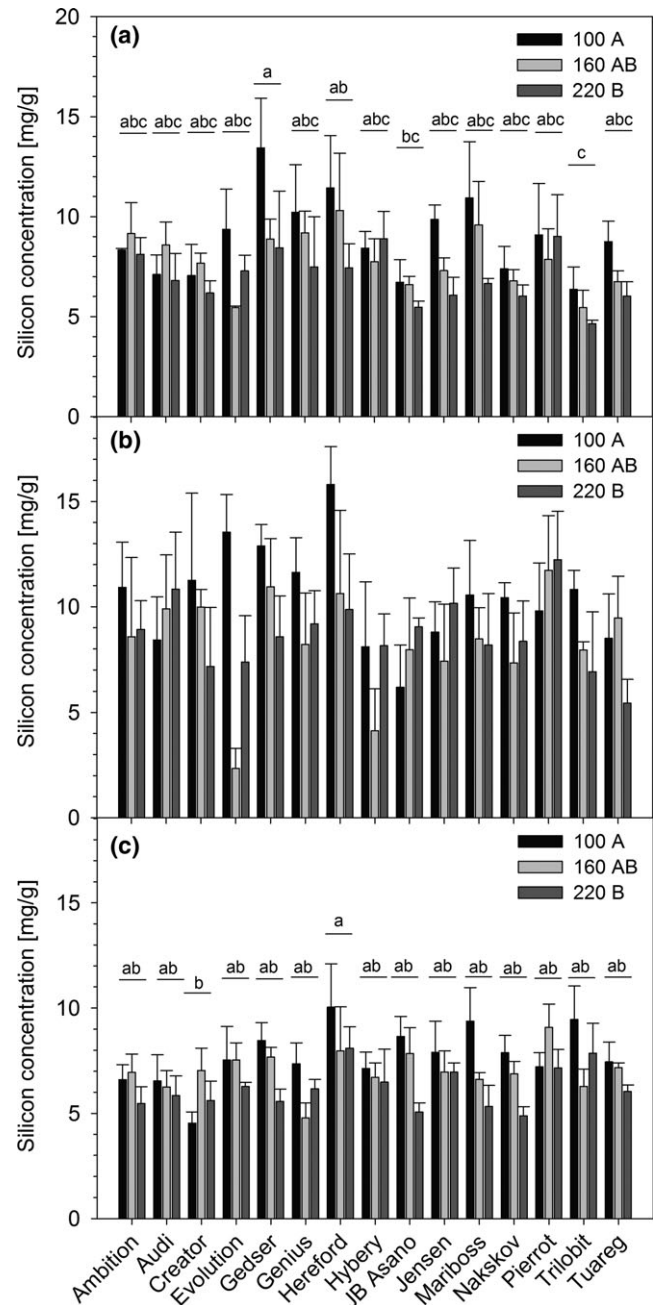 (a)
20
15
10
5
0
Silicon concentration [mg/g]
100 A
160 AB
220 B
abc abc abc abc a abc ab abc bc abc abc abc abc c abc
(b)
15
10
5
0
Silicon concentration [mg/g]
100 A
160 AB
220 B
(c)
15
10
5
0
Silicon concentration [mg/g]
100 A
160 AB
220 B
ab ab b ab ab ab a ab ab ab ab ab ab ab ab
Ambition
Audi
Creator
Evolution
Gedser
Genius
Hereford
Hybery
JB Asano
Jensen
Mariboss
Nakskov
Pierrot
Trilobit
Tuareg